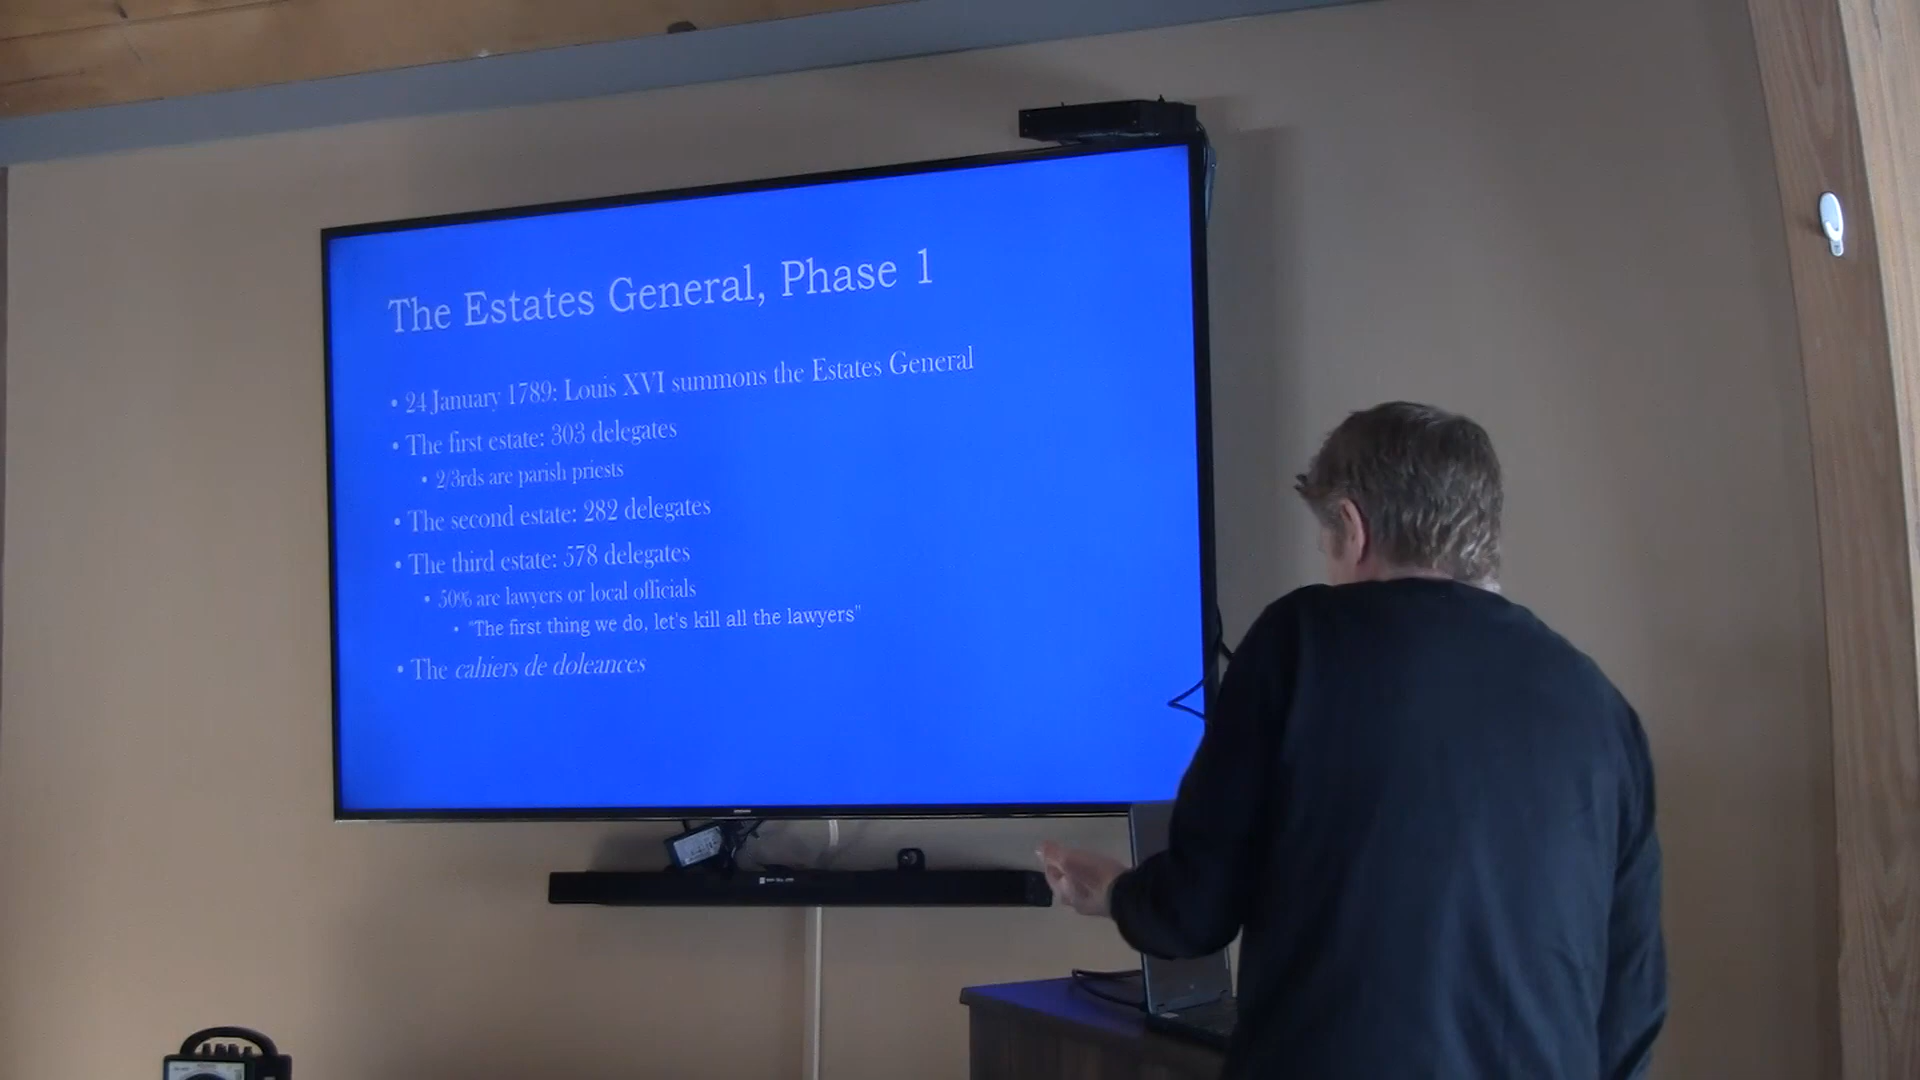 The Estates General, Phase 1
• 24 January 1789: Louis XVI summons the Estates General
• The first estate: 303 delegates
• 2/3rds are parish priests
• The second estate: 282 delegates
• The third estate: 578 delegates
• 50% are lawyers or local officials
• "The first thing we do, let's kill all the lawyers"
• The cahiers de doleances